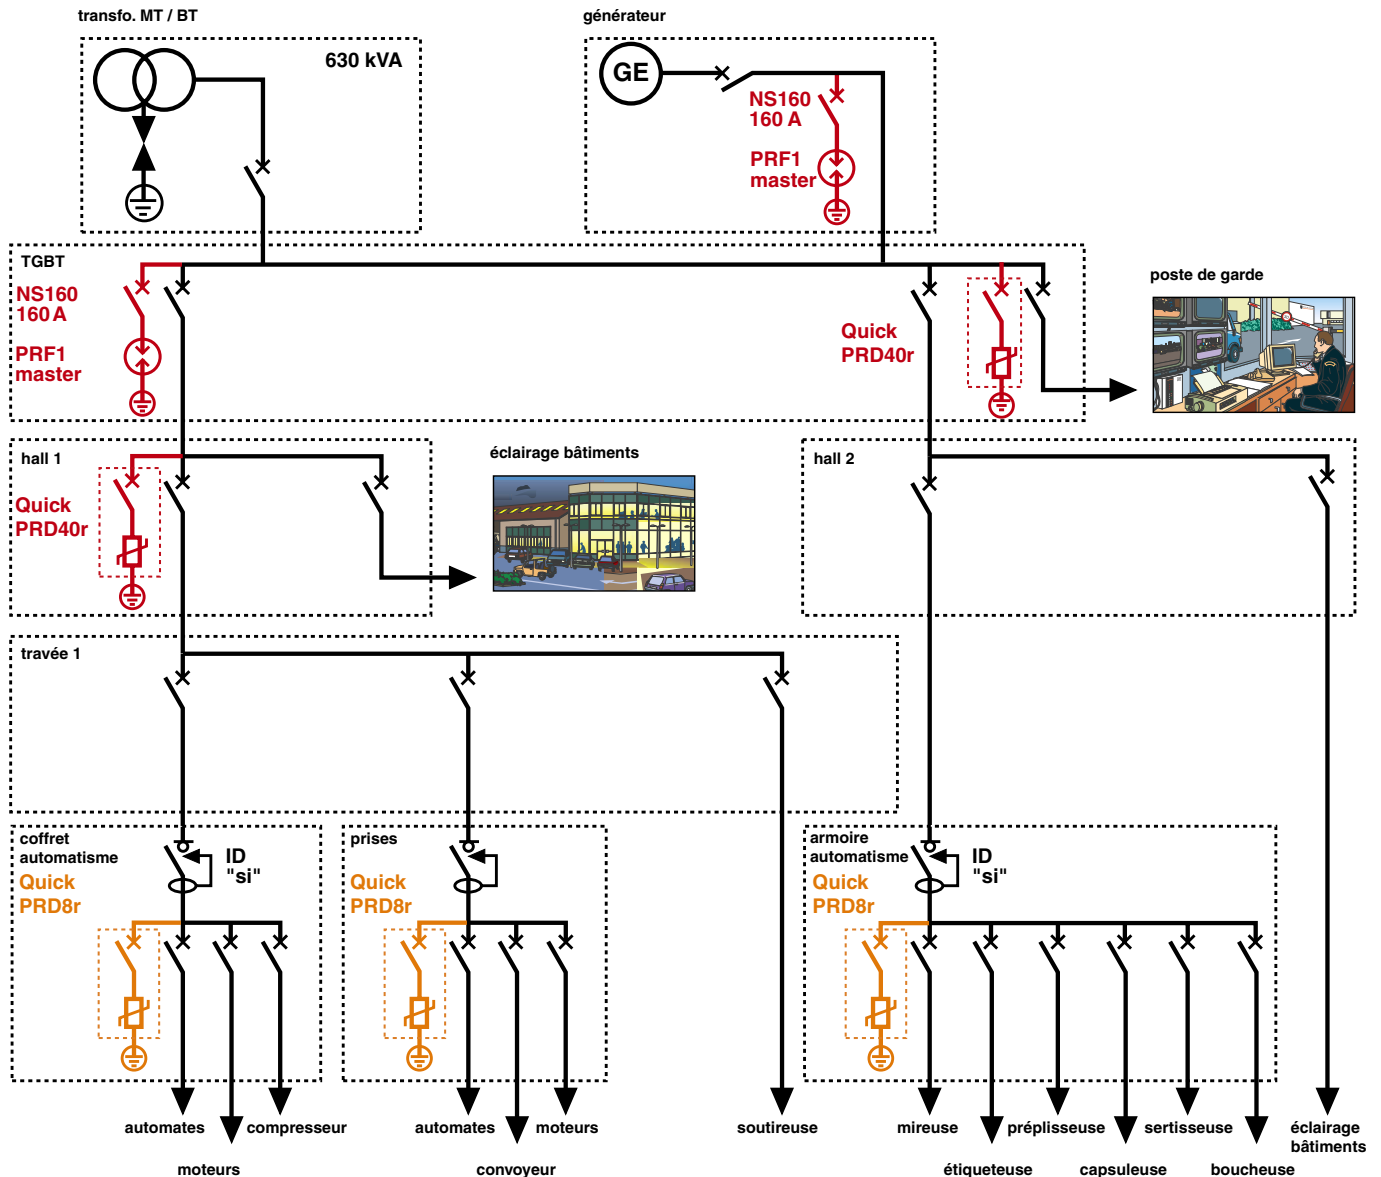 transfo. MT / BT
générateur
630 kVA
GE
NS160
160 A
PRF1
master
TGBT
NS160
160 A
PRF1
master
Quick
PRD40r
poste de garde
hall 1
Quick
PRD40r
éclairage bâtiments
hall 2
travée 1
coffret
automatisme
Quick
PRD8r
ID
"si"
prises
Quick
PRD8r
armoire
automatisme
Quick
PRD8r
ID
"si"
automates
compresseur
automates
moteurs
soutireuse
mireuse
préplisseuse
sertisseuse
éclairage
bâtiments
moteurs
convoyeur
étiqueteuse
capsuleuse
boucheuse